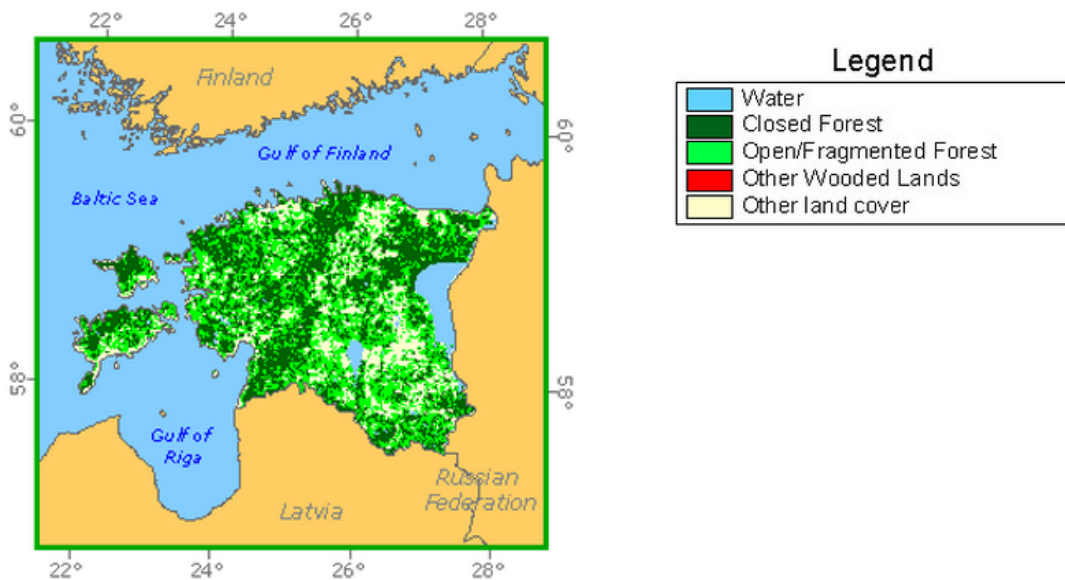 22°
24°
26°
28°
Finland
60°
60°
Gulf of Finland
Baltic Sea
58°
58°
Gulf of
Riga
Russian
Federation
Latvia
22°
24°
26°
28°
Legend
Water
Closed Forest
Open/Fragmented Forest
Other Wooded Lands
Other land cover